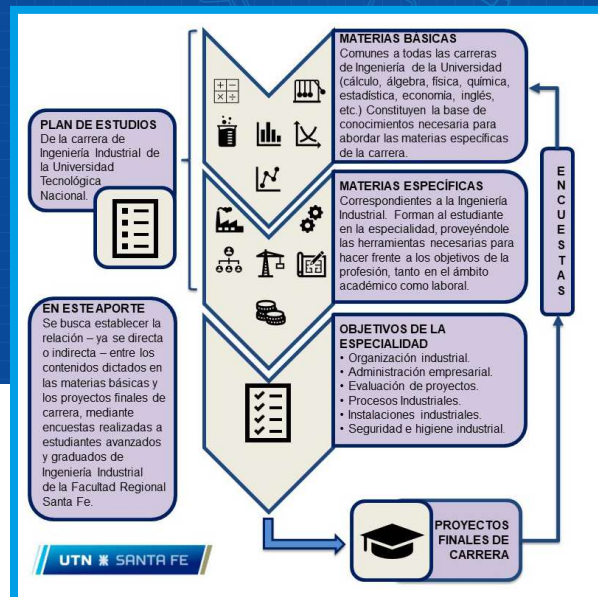 MATERIAS BÁSICAS
Comunes a todas las carreras
de Ingeniería de la Universidad
(cálculo, álgebra, física, química,
estadística, economía, inglés,
etc.) Constituyen la base de
conocimientos necesaria para
abordar las materias específicas
de la carrera.
PLAN DE ESTUDIOS
De la carrera de
Ingeniería Industrial de
la Universidad
Tecnológica
Nacional.
MATERIAS ESPECÍFICAS
Correspondientes a la Ingeniería
Industrial. Forman al estudiante
en la especialidad, proveyéndole
las herramientas necesarias para
hacer frente a los objetivos de la
profesión, tanto en el ámbito
académico como laboral.
ENCUESTAS
EN ESTE APORTE
Se busca establecer la
relación – ya se directa
o indirecta – entre los
contenidos dictados en
las materias básicas y
los proyectos finales de
carrera, mediante
encuestas realizadas a
estudiantes avanzados
y graduados de
Ingeniería Industrial
de la Facultad Regional
Santa Fe.
OBJETIVOS DE LA
ESPECIALIDAD
• Organización industrial.
• Administración empresarial.
• Evaluación de proyectos.
• Procesos Industriales.
• Instalaciones industriales.
• Seguridad e higiene industrial.
PROYECTOS
FINALES DE
CARRERA
UTN SANTA FE